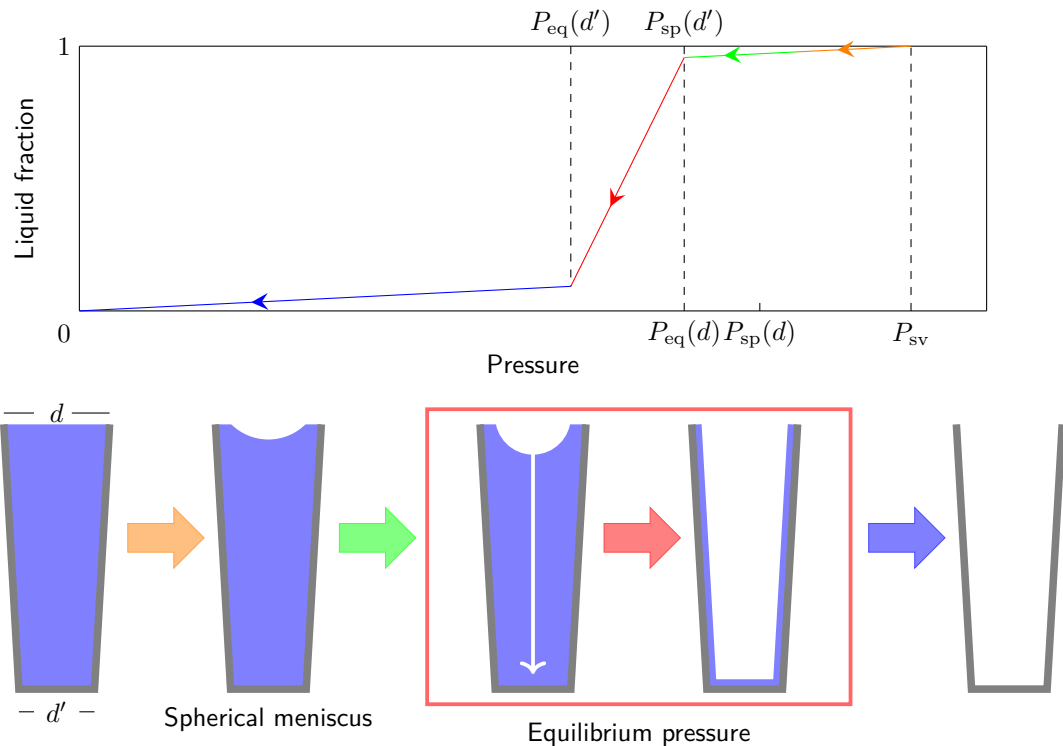 P_eq(d′) P_sp(d′)
1
Liquid fraction
0
P_eq(d) P_sp(d) P_sv
Pressure
d
d′
Spherical meniscus
Equilibrium pressure